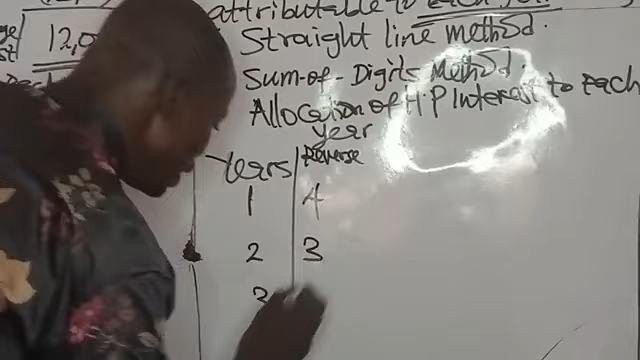 attributable to each
12,0
Straight line method.
Sum-of-Digits Method.
Allocation of H.P Interest to Each
year
Years Reverse
1 4
2 3
3